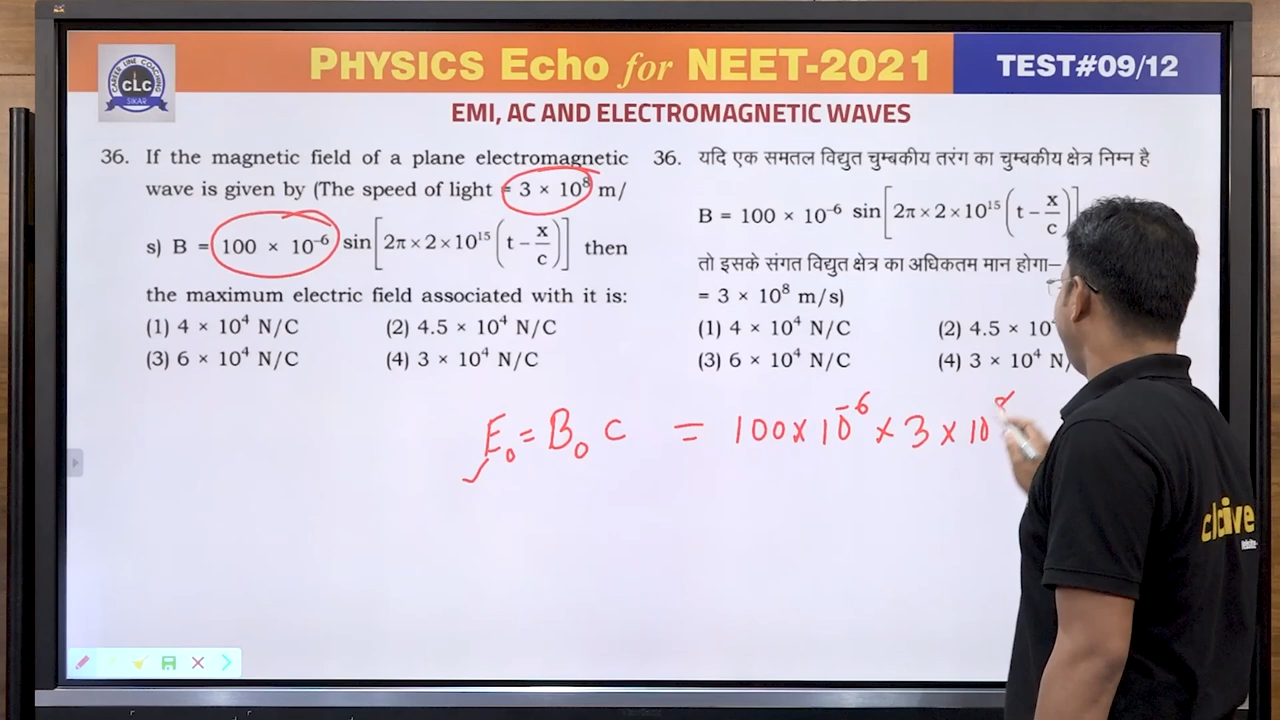 CAREER LINE COACHING
CLC
SIKAR
PHYSICS Echo for NEET-2021
TEST#09/12
EMI, AC AND ELECTROMAGNETIC WAVES
36. If the magnetic field of a plane electromagnetic
wave is given by (The speed of light = 3 × 10⁸ m/
s) B = 100 × 10⁻⁶ sin[2π×2×10¹⁵(t − x/c)] then
the maximum electric field associated with it is:
(1) 4 × 10⁴ N/C (2) 4.5 × 10⁴ N/C
(3) 6 × 10⁴ N/C (4) 3 × 10⁴ N/C
36. यदि एक समतल विद्युत चुम्बकीय तरंग का चुम्बकीय क्षेत्र निम्न है
B = 100 × 10⁻⁶ sin[2π×2×10¹⁵(t − x/c)]
तो इसके संगत विद्युत क्षेत्र का अधिकतम मान होगा–
= 3 × 10⁸ m/s)
(1) 4 × 10⁴ N/C (2) 4.5 × 10
(3) 6 × 10⁴ N/C (4) 3 × 10⁴ N/
E₀ = B₀ c = 100 × 10⁻⁶ × 3 × 10⁸